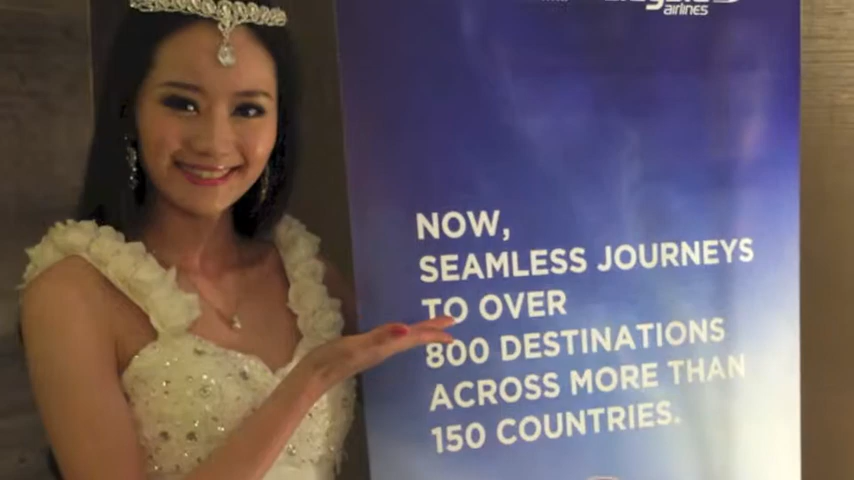 airlines
NOW,
SEAMLESS JOURNEYS
TO OVER
800 DESTINATIONS
ACROSS MORE THAN
150 COUNTRIES.